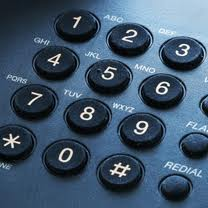 ABC DEF
1 2 3
GHI JKL MNO
4 5 6
PQRS TUV WXYZ
7 8 9
FLA
* 0 #
ONE REDIAL